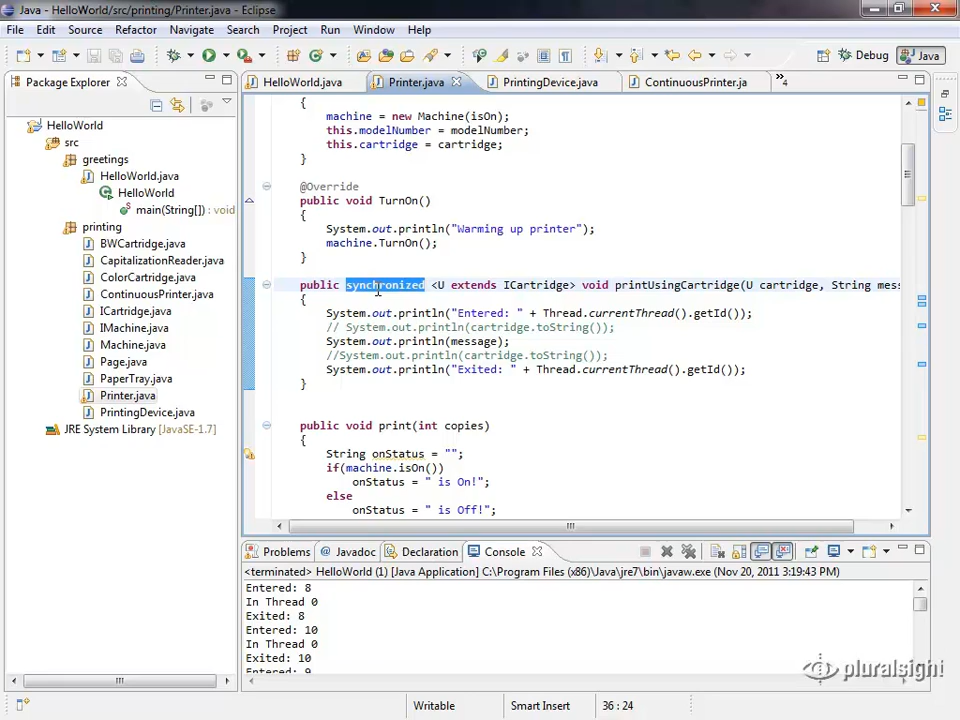 Java - HelloWorld/src/printing/Printer.java - Eclipse
File Edit Source Refactor Navigate Search Project Run Window Help
Debug Java
Package Explorer
HelloWorld
src
greetings
HelloWorld.java
HelloWorld
main(String[]) : void
printing
BWCartridge.java
CapitalizationReader.java
ColorCartridge.java
ContinuousPrinter.java
ICartridge.java
IMachine.java
Machine.java
Page.java
PaperTray.java
Printer.java
PrintingDevice.java
JRE System Library [JavaSE-1.7]
HelloWorld.java Printer.java PrintingDevice.java ContinuousPrinter.ja »4
{
machine = new Machine(isOn);
this.modelNumber = modelNumber;
this.cartridge = cartridge;
}
@Override
public void TurnOn()
{
System.out.println("Warming up printer");
machine.TurnOn();
}
public synchronized <U extends ICartridge> void printUsingCartridge(U cartridge, String mess
{
System.out.println("Entered: " + Thread.currentThread().getId());
// System.out.println(cartridge.toString());
System.out.println(message);
//System.out.println(cartridge.toString());
System.out.println("Exited: " + Thread.currentThread().getId());
}
public void print(int copies)
{
String onStatus = "";
if(machine.isOn())
onStatus = " is On!";
else
onStatus = " is Off!";
Problems Javadoc Declaration Console
<terminated> HelloWorld (1) [Java Application] C:\Program Files (x86)\Java\jre7\bin\javaw.exe (Nov 20, 2011 3:19:43 PM)
Entered: 8
In Thread 0
Exited: 8
Entered: 10
In Thread 0
Exited: 10
Entered: 9
pluralsight
Writable Smart Insert 36 : 24